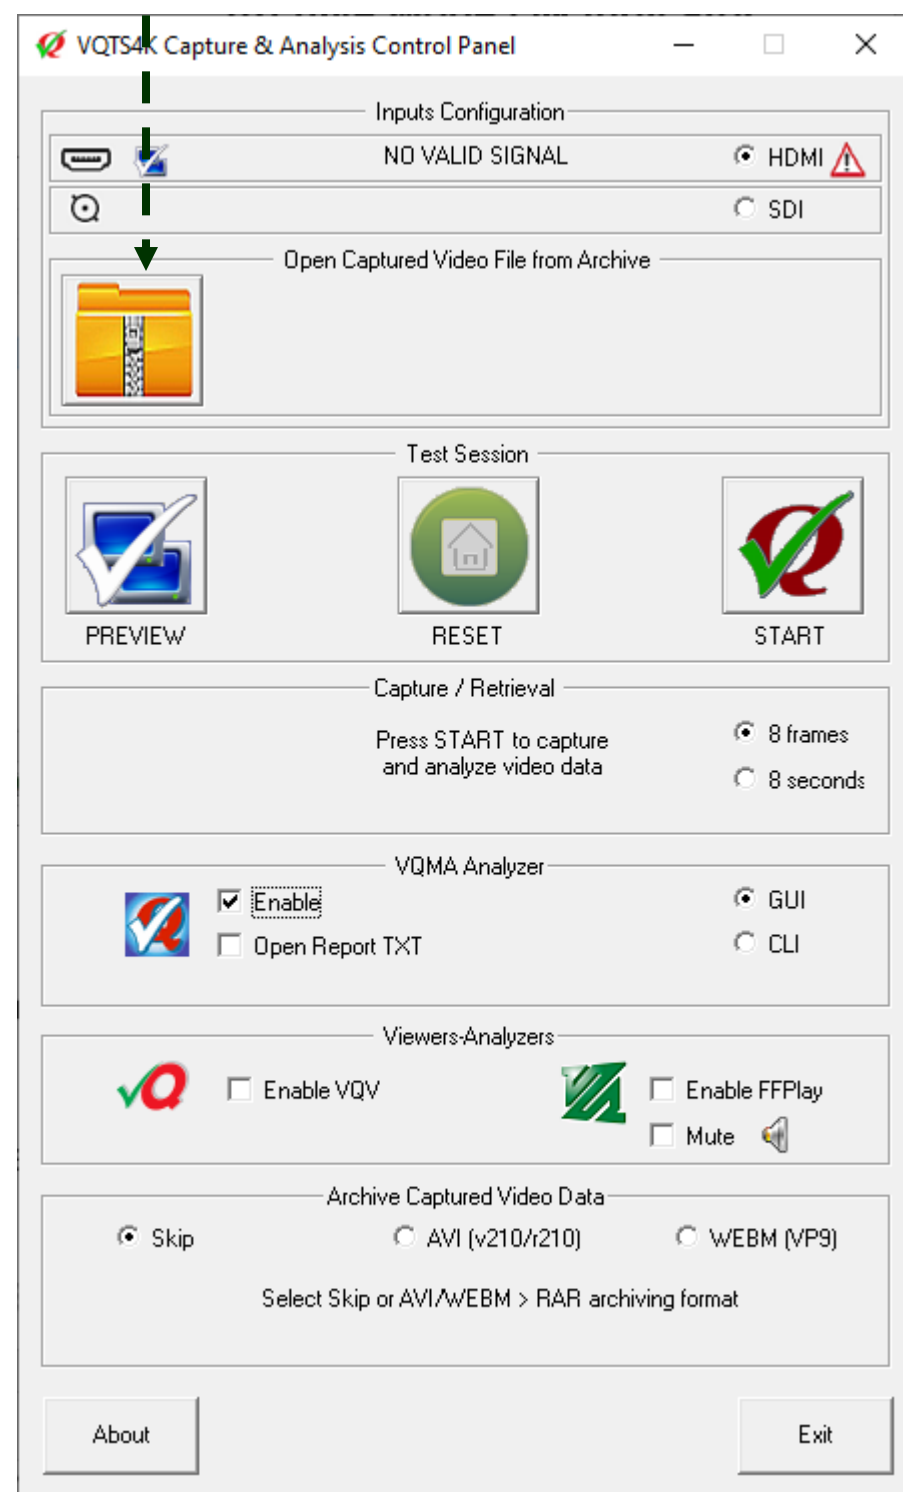 VQTS4K Capture & Analysis Control Panel
Inputs Configuration
NO VALID SIGNAL
HDMI
SDI
Open Captured Video File from Archive
Test Session
PREVIEW
RESET
START
Capture / Retrieval
Press START to capture
and analyze video data
8 frames
8 seconds
VQMA Analyzer
Enable
GUI
Open Report TXT
CLI
Viewers-Analyzers
Enable VQV
Enable FFPlay
Mute
Archive Captured Video Data
Skip
AVI (v210/r210)
WEBM (VP9)
Select Skip or AVI/WEBM > RAR archiving format
About
Exit